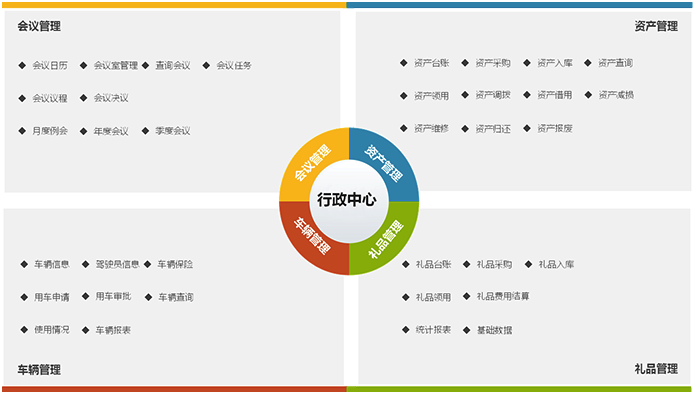 会议管理
会议日历 会议室管理 查询会议 会议任务
会议议程 会议决议
月度例会 年度会议 季度会议
资产管理
资产台账 资产采购 资产入库 资产查询
资产领用 资产调拨 资产借用 资产减损
资产维修 资产归还 资产报废
会议管理
资产管理
行政中心
车辆管理
礼品管理
车辆信息 驾驶员信息 车辆保险
用车申请 用车审批 车辆查询
使用情况 车辆报表
车辆管理
礼品台账 礼品采购 礼品入库
礼品领用 礼品费用结算
统计报表 基础数据
礼品管理